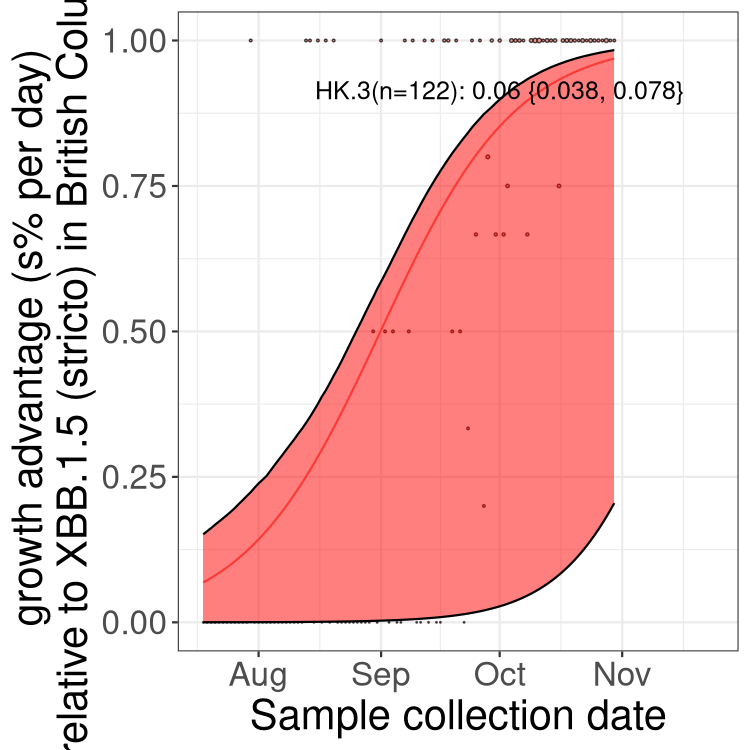 growth advantage (s% per day)
relative to XBB.1.5 (stricto) in British Colu
1.00
0.75
0.50
0.25
0.00
HK.3(n=122): 0.06 {0.038, 0.078}
Aug Sep Oct Nov
Sample collection date